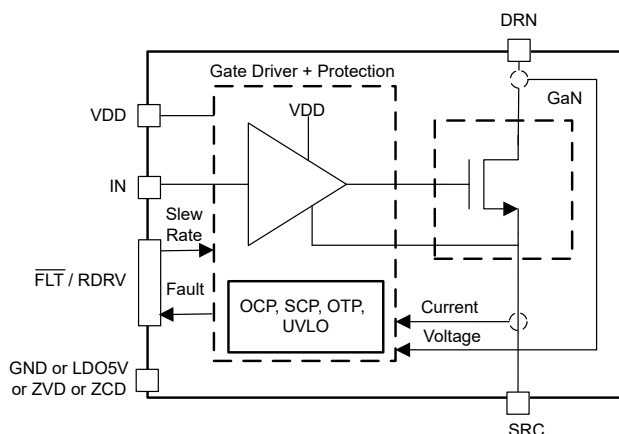 DRN
Gate Driver + Protection
GaN
VDD
VDD
IN
Slew
Rate
FLT / RDRV
Fault
OCP, SCP, OTP,
UVLO
Current
Voltage
GND or LDO5V
or ZVD or ZCD
SRC